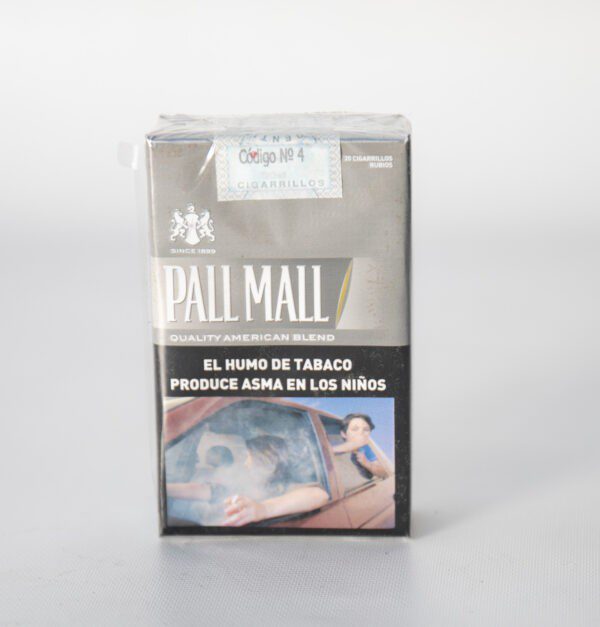 Código Nº 4
CIGARRILLOS
20 CIGARRILLOS
RUBIOS
SINCE 1899
PALL MALL
QUALITY AMERICAN BLEND
EL HUMO DE TABACO
PRODUCE ASMA EN LOS NIÑOS